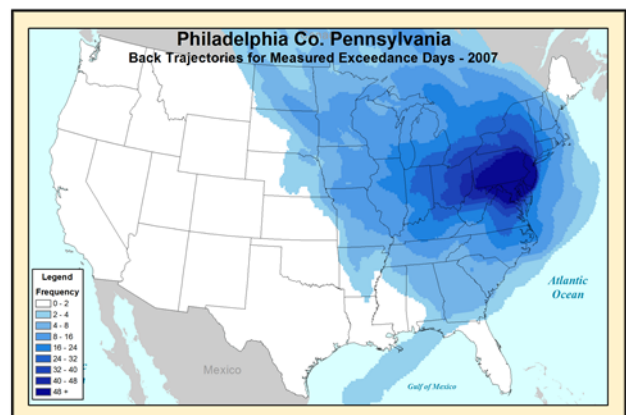 Philadelphia Co. Pennsylvania
Back Trajectories for Measured Exceedance Days - 2007
Atlantic
Ocean
Legend
Frequency
0 - 2
2 - 4
4 - 8
8 - 16
16 - 24
24 - 32
32 - 40
40 - 48
48 +
Mexico
Gulf of Mexico